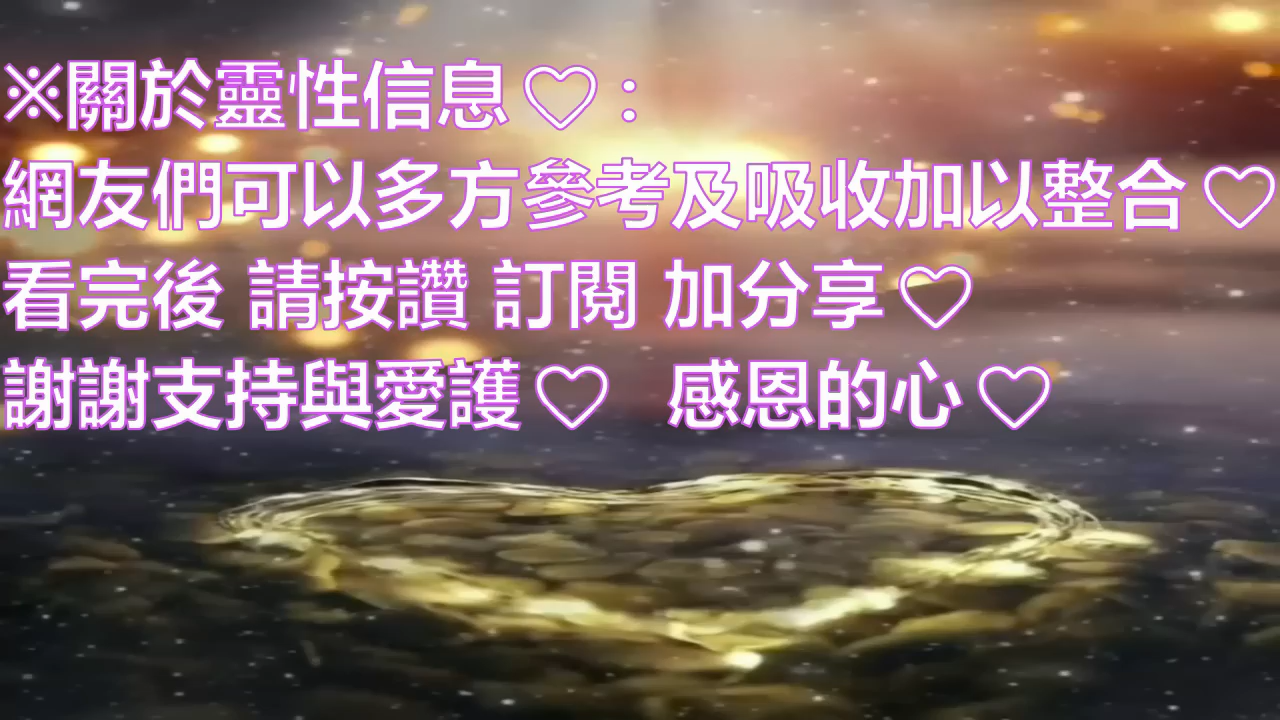 ※關於靈性信息♡：
網友們可以多方參考及吸收加以整合♡
看完後 請按讚 訂閱 加分享♡
謝謝支持與愛護♡ 感恩的心♡